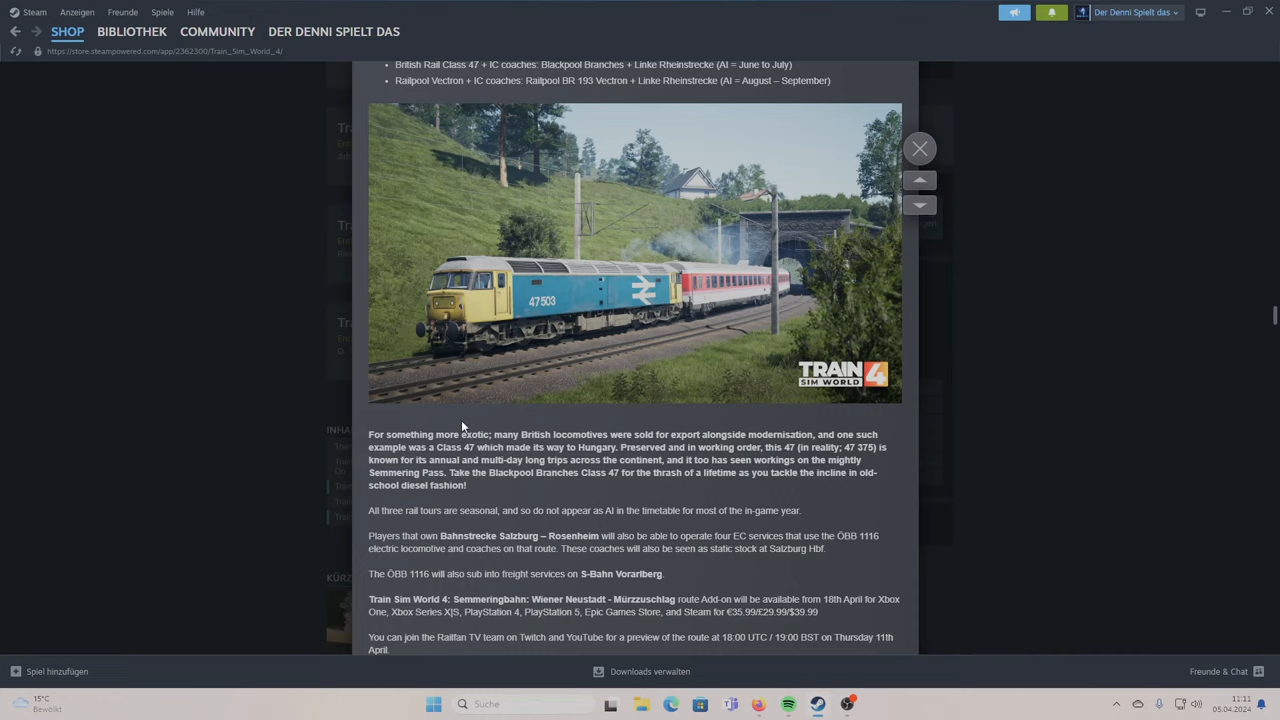 Steam Anzeigen Freunde Spiele Hilfe
Der Denni Spielt das
SHOP BIBLIOTHEK COMMUNITY DER DENNI SPIELT DAS
https://store.steampowered.com/app/2362300/Train_Sim_World_4/
• British Rail Class 47 + IC coaches: Blackpool Branches + Linke Rheinstrecke (AI = June to July)
• Railpool Vectron + IC coaches: Railpool BR 193 Vectron + Linke Rheinstrecke (AI = August – September)
47503
TRAIN 4
SIM WORLD
For something more exotic; many British locomotives were sold for export alongside modernisation, and one such
example was a Class 47 which made its way to Hungary. Preserved and in working order, this 47 (in reality; 47 375) is
known for its annual and multi-day long trips across the continent, and it too has seen workings on the mightly
Semmering Pass. Take the Blackpool Branches Class 47 for the thrash of a lifetime as you tackle the incline in old-
school diesel fashion!
All three rail tours are seasonal, and so do not appear as AI in the timetable for most of the in-game year.
Players that own Bahnstrecke Salzburg – Rosenheim will also be able to operate four EC services that use the ÖBB 1116
electric locomotive and coaches on that route. These coaches will also be seen as static stock at Salzburg Hbf.
The ÖBB 1116 will also sub into freight services on S-Bahn Vorarlberg.
Train Sim World 4: Semmeringbahn: Wiener Neustadt - Mürzzuschlag route Add-on will be available from 18th April for Xbox
One, Xbox Series X|S, PlayStation 4, PlayStation 5, Epic Games Store, and Steam for €35.99/£29.99/$39.99
You can join the Railfan TV team on Twitch and YouTube for a preview of the route at 18:00 UTC / 19:00 BST on Thursday 11th
April.
Spiel hinzufügen
Downloads verwalten
Freunde & Chat
15°C
Bewölkt
Suche
11:11
05.04.2024